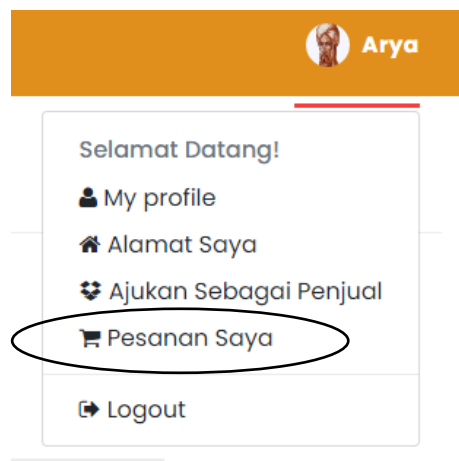 Arya
Selamat Datang!
My profile
Alamat Saya
Ajukan Sebagai Penjual
Pesanan Saya
Logout